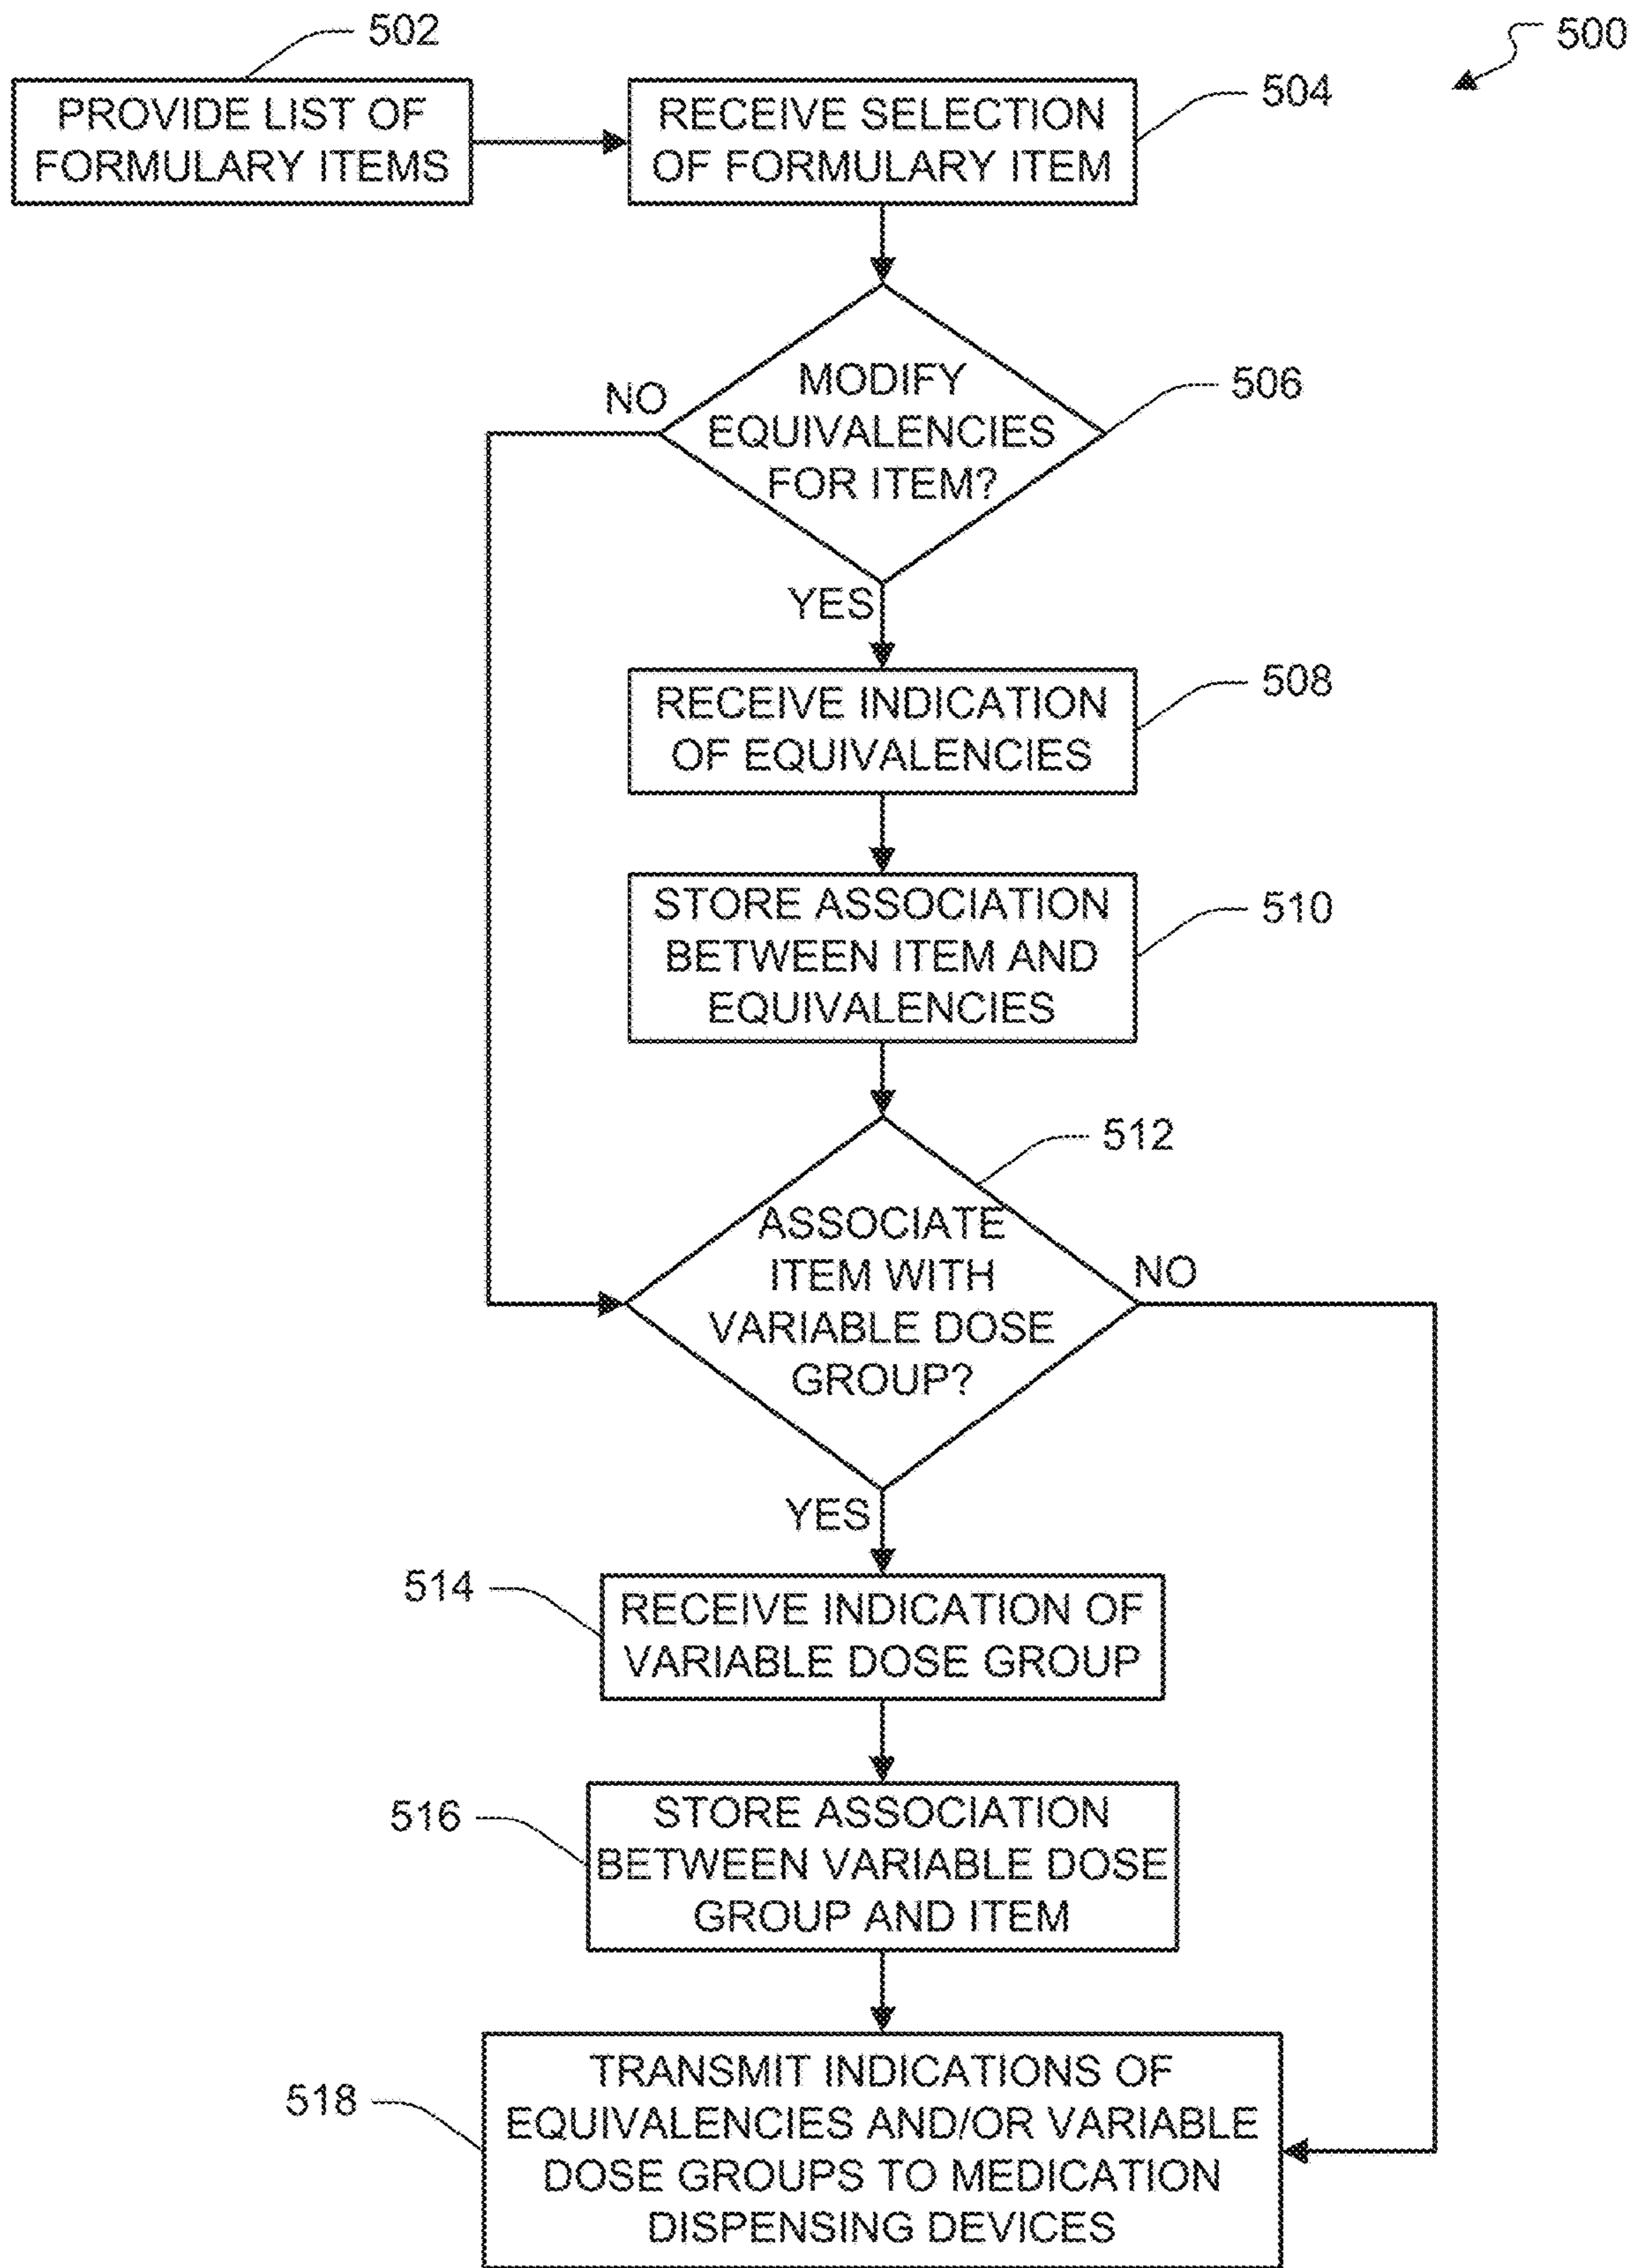 502
500
PROVIDE LIST OF
FORMULARY ITEMS
RECEIVE SELECTION
OF FORMULARY ITEM
504
MODIFY
EQUIVALENCIES
FOR ITEM?
NO
506
YES
RECEIVE INDICATION
OF EQUIVALENCIES
508
STORE ASSOCIATION
BETWEEN ITEM AND
EQUIVALENCIES
510
512
ASSOCIATE
ITEM WITH
VARIABLE DOSE
GROUP?
NO
YES
514
RECEIVE INDICATION OF
VARIABLE DOSE GROUP
516
STORE ASSOCIATION
BETWEEN VARIABLE DOSE
GROUP AND ITEM
518
TRANSMIT INDICATIONS OF
EQUIVALENCIES AND/OR VARIABLE
DOSE GROUPS TO MEDICATION
DISPENSING DEVICES